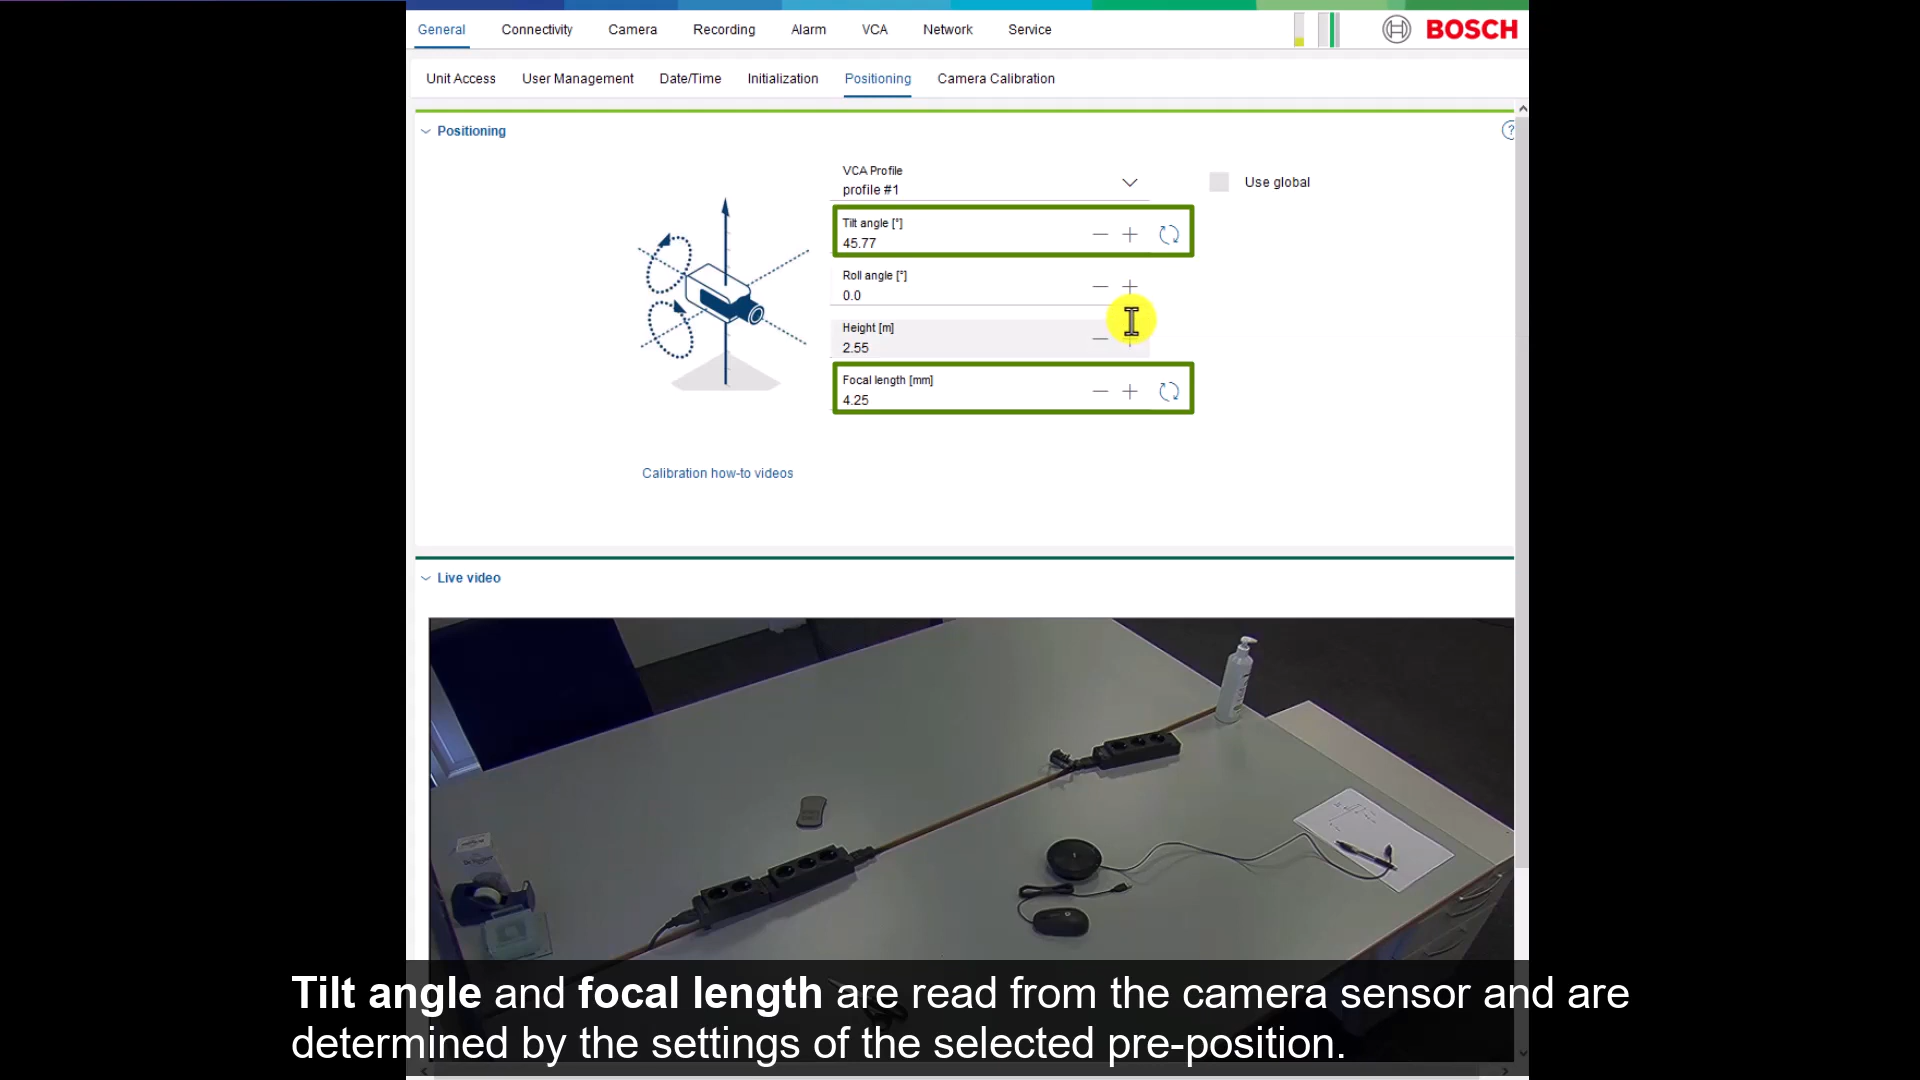 General Connectivity Camera Recording Alarm VCA Network Service BOSCH
Unit Access User Management Date/Time Initialization Positioning Camera Calibration
Positioning
?
VCA Profile
profile #1
Use global
Tilt angle [°]
45.77
Roll angle [°]
0.0
Height [m]
2.55
Focal length [mm]
4.25
Calibration how-to videos
Live video
Tilt angle and focal length are read from the camera sensor and are
determined by the settings of the selected pre-position.